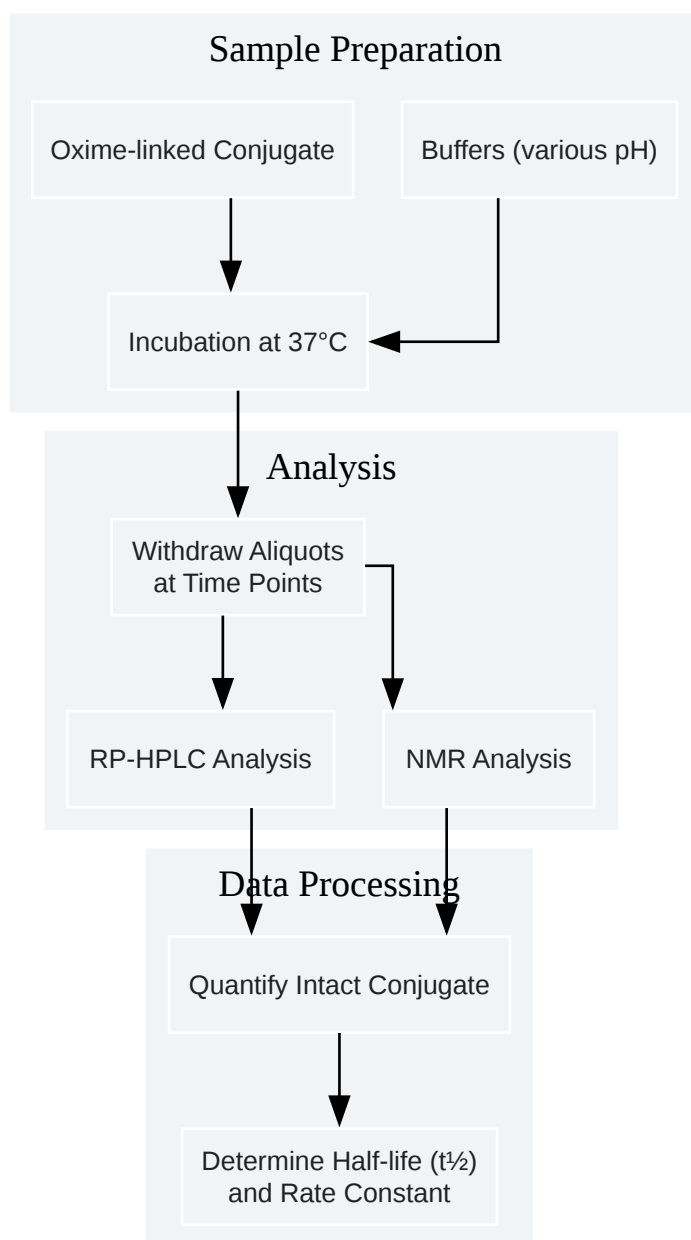 Sample Preparation
Oxime-linked Conjugate
Buffers (various pH)
Incubation at 37°C
Analysis
Withdraw Aliquots
at Time Points
RP-HPLC Analysis
NMR Analysis
Data Processing
Quantify Intact Conjugate
Determine Half-life (t½)
and Rate Constant